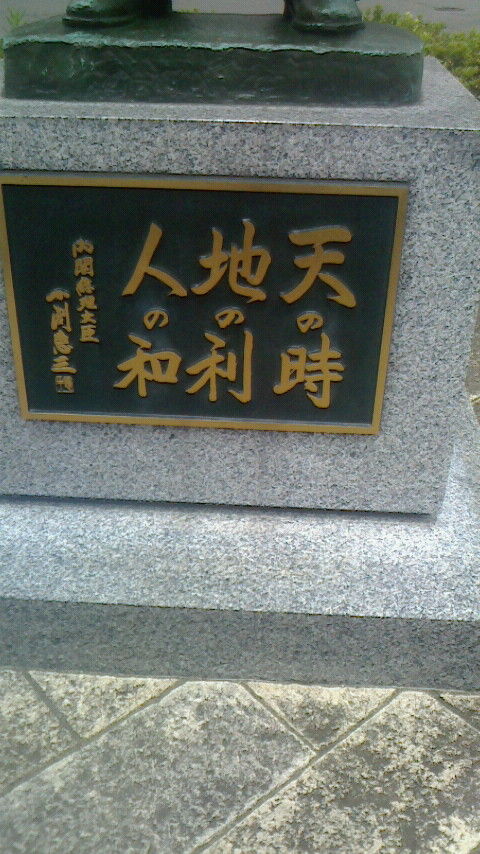 天の時
地の利
人の和
内閣総理大臣
小渕恵三